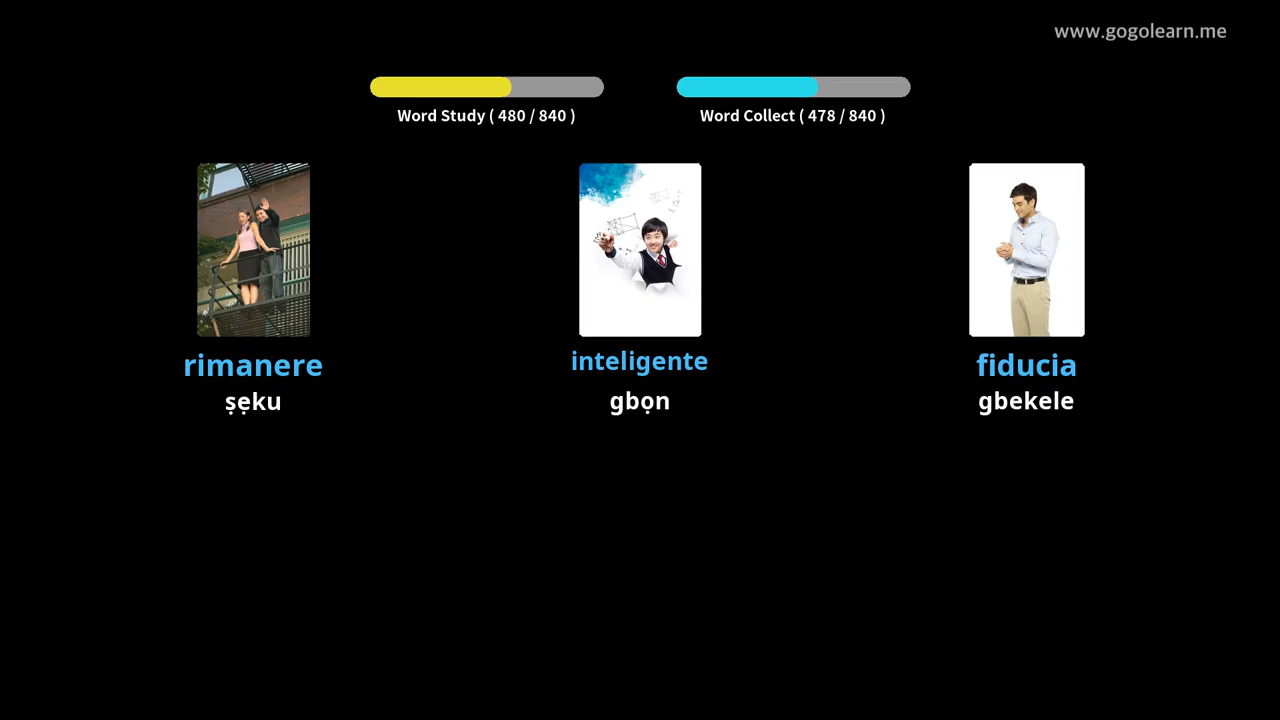 www.gogolearn.me
Word Study ( 480 / 840 )
Word Collect ( 478 / 840 )
rimanere
ṣẹku
inteligente
gbọn
fiducia
gbekele